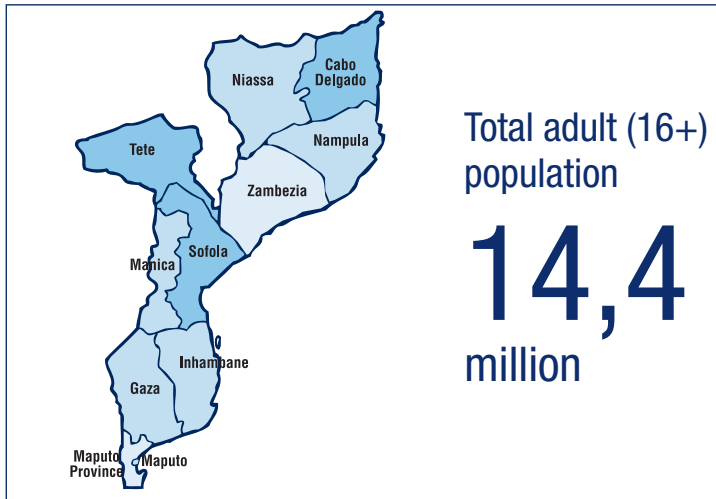 Cabo
Delgado
Niassa
Nampula
Tete
Zambezia
Sofola
Manica
Inhambane
Gaza
Maputo
Province
Maputo
Total adult (16+)
population
14,4
million